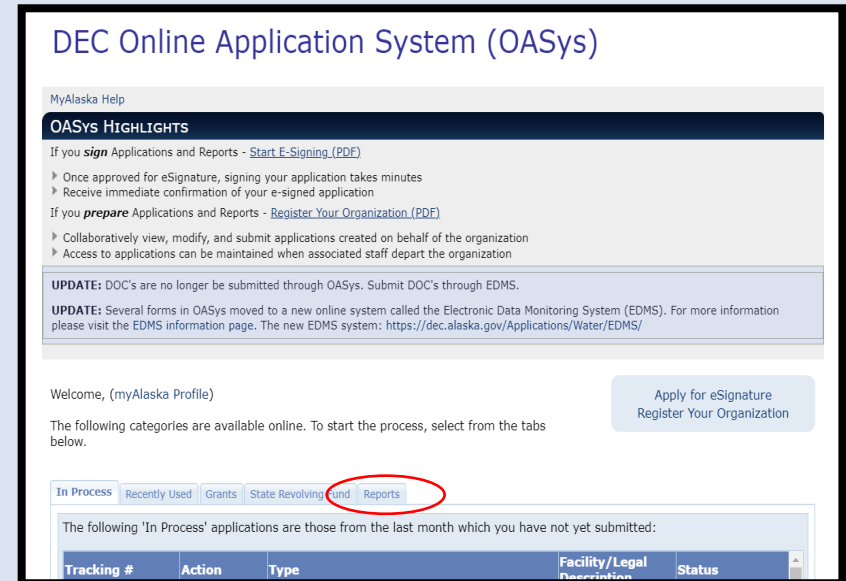 DEC Online Application System (OASys)
MyAlaska Help
OASys Highlights
If you sign Applications and Reports - Start E-Signing (PDF)
Once approved for eSignature, signing your application takes minutes
Receive immediate confirmation of your e-signed application
If you prepare Applications and Reports - Register Your Organization (PDF)
Collaboratively view, modify, and submit applications created on behalf of the organization
Access to applications can be maintained when associated staff depart the organization
UPDATE: DOC's are no longer be submitted through OASys. Submit DOC's through EDMS.
UPDATE: Several forms in OASys moved to a new online system called the Electronic Data Monitoring System (EDMS). For more information
please visit the EDMS information page. The new EDMS system: https://dec.alaska.gov/Applications/Water/EDMS/
Welcome, (myAlaska Profile)
Apply for eSignature
Register Your Organization
The following categories are available online. To start the process, select from the tabs
below.
In Process Recently Used Grants State Revolving Fund Reports
The following 'In Process' applications are those from the last month which you have not yet submitted:
Tracking # Action Type Facility/Legal Description Status